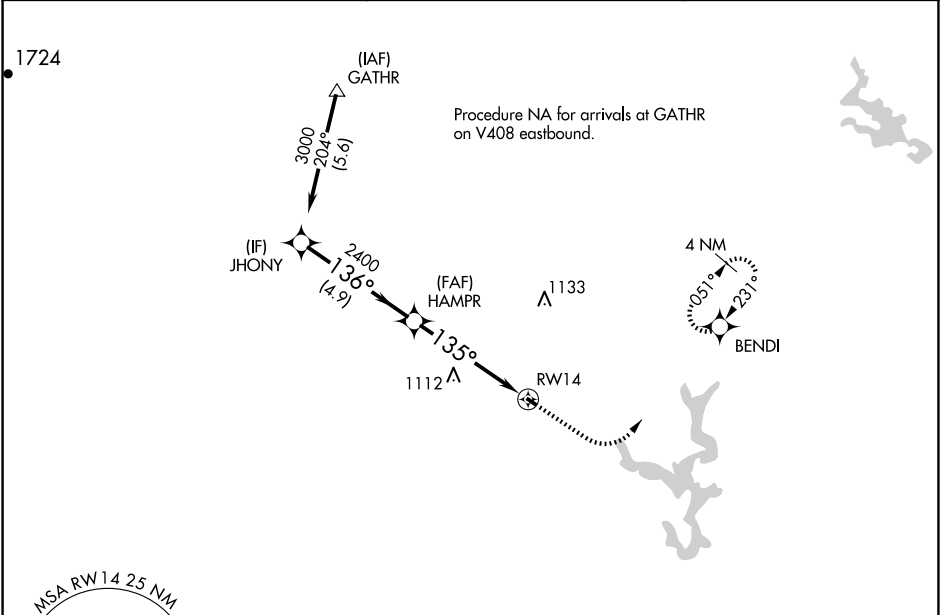 1724
(IAF)
GATHR
Procedure NA for arrivals at GATHR
on V408 eastbound.
3000
204°
(5.6)
(IF)
JHONY
2400
136°
(4.9)
(FAF)
HAMPR
1133
4 NM
051°
231°
BENDI
135°
1112
RW14
MSA RW14 25 NM